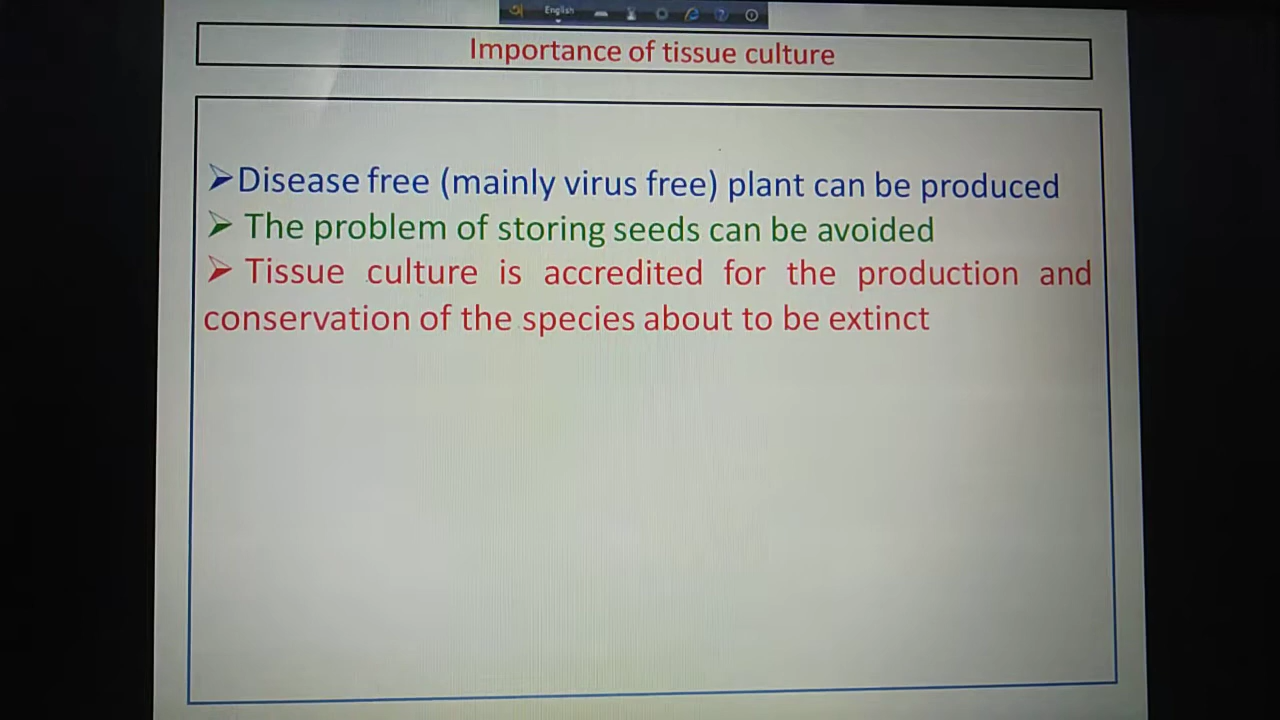 English
Importance of tissue culture
➢Disease free (mainly virus free) plant can be produced
➢ The problem of storing seeds can be avoided
➢ Tissue culture is accredited for the production and
conservation of the species about to be extinct